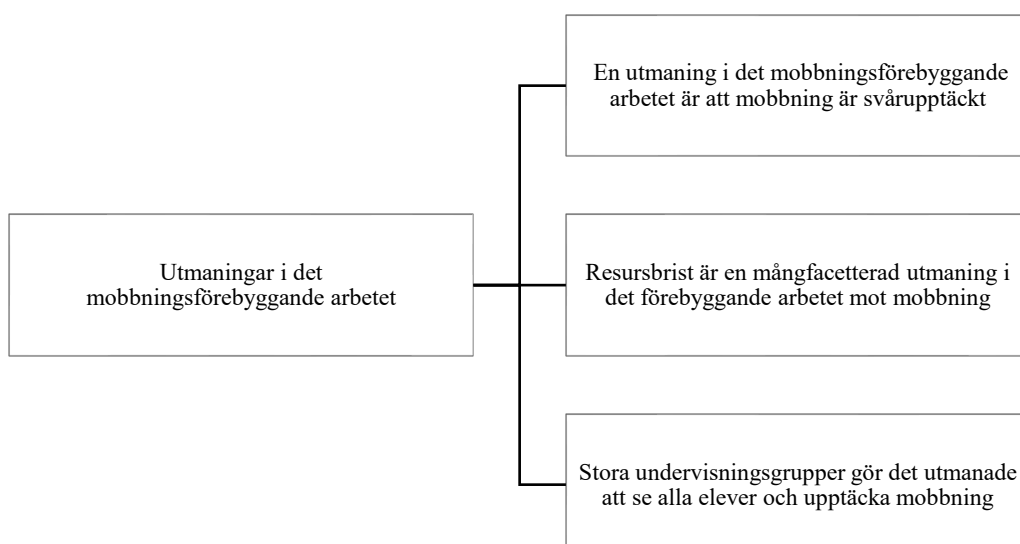 En utmaning i det mobbningsförebyggande
arbetet är att mobbning är svårupptäckt
Utmaningar i det
mobbningsförebyggande arbetet
Resursbrist är en mångfacetterad utmaning i
det förebyggande arbetet mot mobbning
Stora undervisningsgrupper gör det utmanade
att se alla elever och upptäcka mobbning